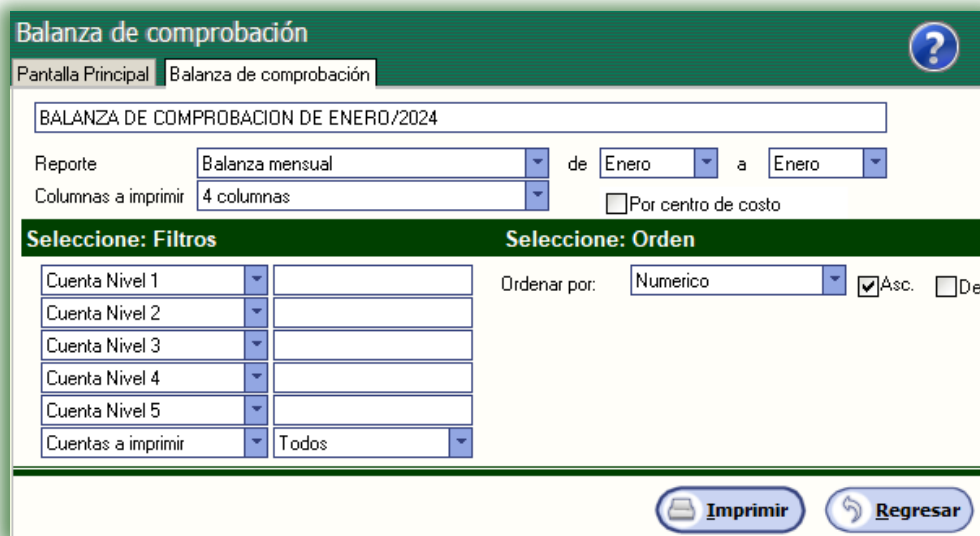 Balanza de comprobación
?
Pantalla Principal Balanza de comprobación
BALANZA DE COMPROBACION DE ENERO/2024
Reporte Balanza mensual de Enero a Enero
Columnas a imprimir 4 columnas Por centro de costo
Seleccione: Filtros Seleccione: Orden
Cuenta Nivel 1 Ordenar por: Numerico Asc. De
Cuenta Nivel 2
Cuenta Nivel 3
Cuenta Nivel 4
Cuenta Nivel 5
Cuentas a imprimir Todos
Imprimir Regresar